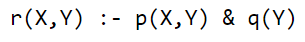 r(X,Y) :- p(X,Y) & q(Y)